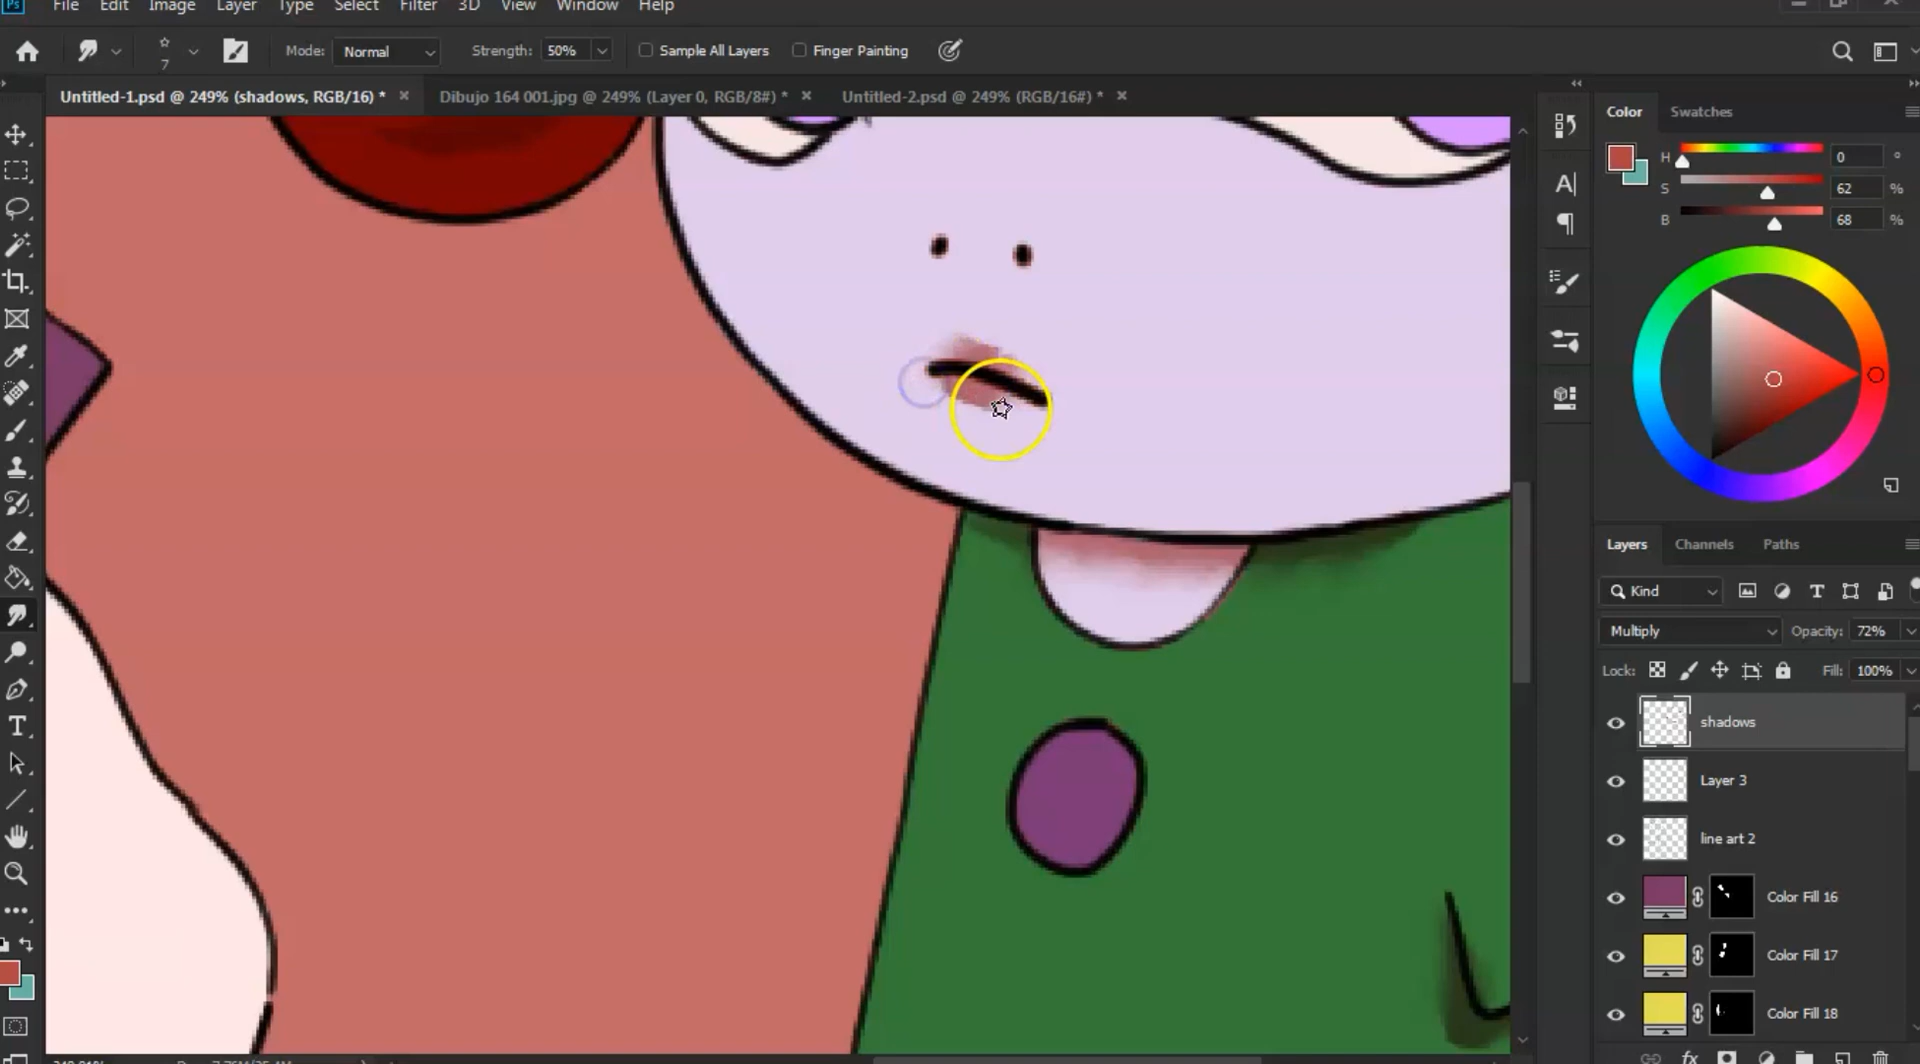 Ps File Edit Image Layer Type Select Filter 3D View Window Help
7 Mode: Normal Strength: 50% Sample All Layers Finger Painting
Untitled-1.psd @ 249% (shadows, RGB/16) * × Dibujo 164 001.jpg @ 249% (Layer 0, RGB/8#) * × Untitled-2.psd @ 249% (RGB/16#) * ×
Color Swatches
H 0 °
S 62 %
B 68 %
Layers Channels Paths
Kind
Multiply Opacity: 72%
Lock: Fill: 100%
shadows
Layer 3
line art 2
Color Fill 16
Color Fill 17
Color Fill 18
fx